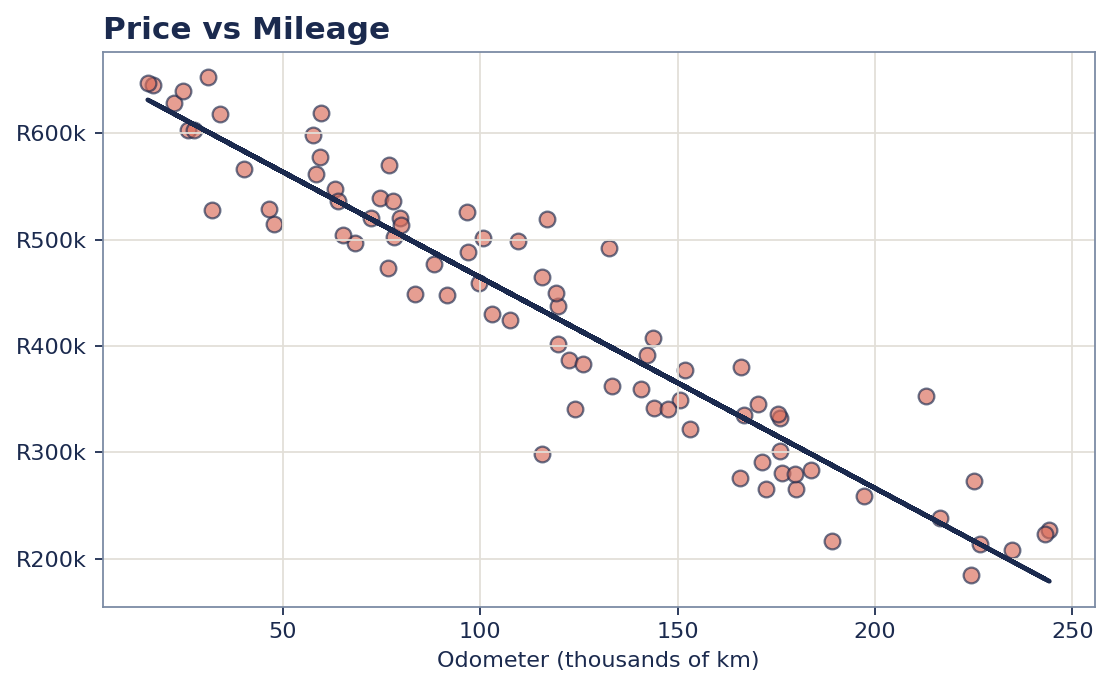 Price vs Mileage
R600k
R500k
R400k
R300k
R200k
50 100 150 200 250
Odometer (thousands of km)